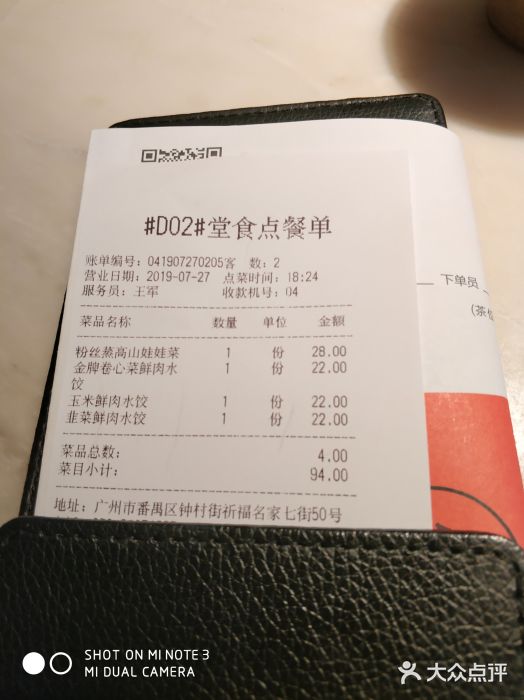 #D02#堂食点餐单
账单编号：041907270205客 数：2
营业日期：2019-07-27 点菜时间：18:24
服务员：王军 收款机号：04
菜品名称 数量 单位 金额
粉丝蒸高山娃娃菜 1 份 28.00
金牌卷心菜鲜肉水 1 份 22.00
饺
玉米鲜肉水饺 1 份 22.00
韭菜鲜肉水饺 1 份 22.00
菜品总数： 4.00
菜目小计： 94.00
地址：广州市番禺区钟村街祈福名家七街50号
下单员
(茶位
SHOT ON MI NOTE 3
MI DUAL CAMERA
大众点评